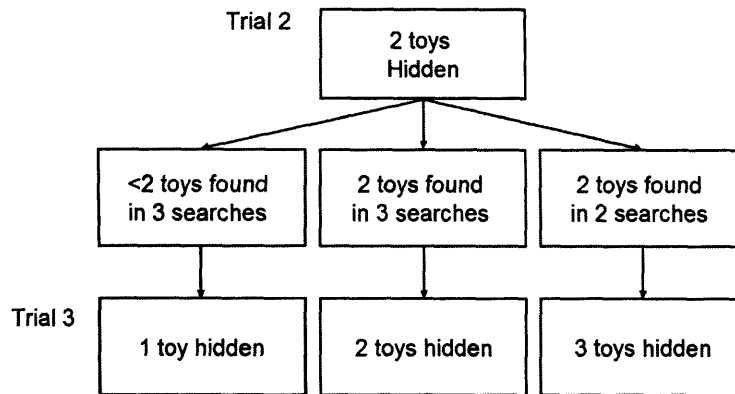 Trial 2
2 toys
Hidden
<2 toys found
in 3 searches
2 toys found
in 3 searches
2 toys found
in 2 searches
Trial 3
1 toy hidden
2 toys hidden
3 toys hidden